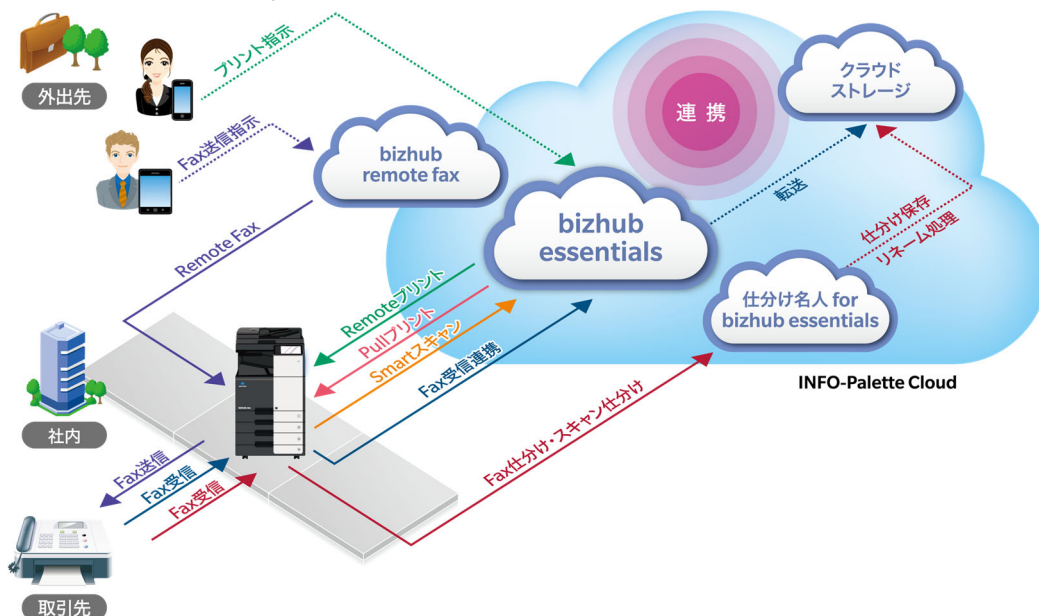 プリント指示
外出先
Fax送信指示
bizhub
remote fax
連携
クラウド
ストレージ
bizhub
essentials
転送
仕分け保存
リネーム処理
仕分け名人 for
bizhub essentials
INFO-Palette Cloud
Remote Fax
Remoteプリント
Pullプリント
Smartスキャン
Fax受信連携
Fax仕分け・スキャン仕分け
社内
Fax送信
Fax受信
Fax受信
取引先